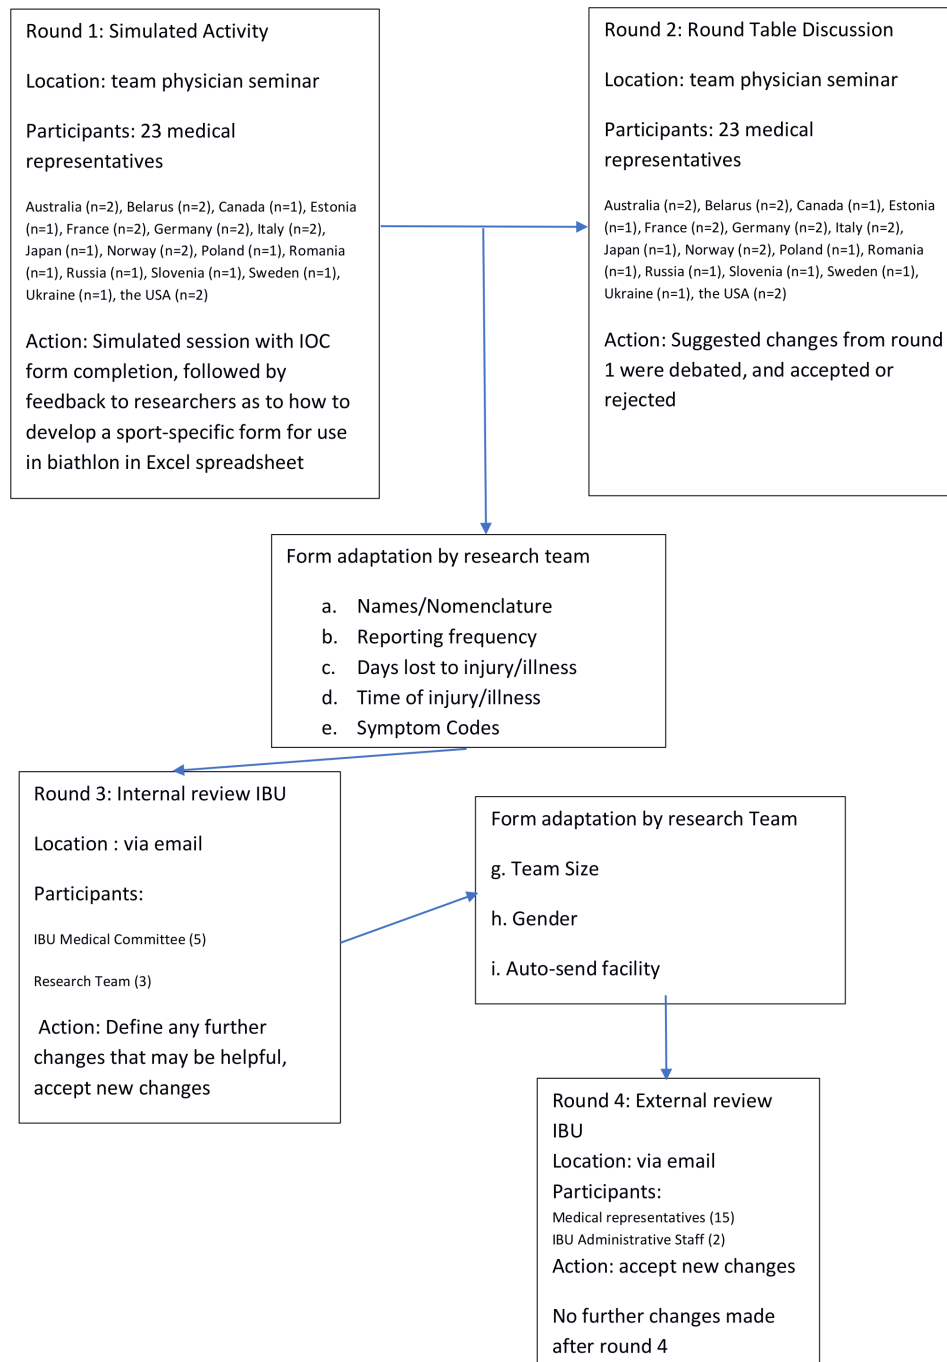 Round 1: Simulated Activity
Location: team physician seminar
Participants: 23 medical
representatives
Australia (n=2), Belarus (n=2), Canada (n=1), Estonia
(n=1), France (n=2), Germany (n=2), Italy (n=2),
Japan (n=1), Norway (n=2), Poland (n=1), Romania
(n=1), Russia (n=1), Slovenia (n=1), Sweden (n=1),
Ukraine (n=1), the USA (n=2)
Action: Simulated session with IOC
form completion, followed by
feedback to researchers as to how to
develop a sport-specific form for use
in biathlon in Excel spreadsheet
Round 2: Round Table Discussion
Location: team physician seminar
Participants: 23 medical
representatives
Australia (n=2), Belarus (n=2), Canada (n=1), Estonia
(n=1), France (n=2), Germany (n=2), Italy (n=2),
Japan (n=1), Norway (n=2), Poland (n=1), Romania
(n=1), Russia (n=1), Slovenia (n=1), Sweden (n=1),
Ukraine (n=1), the USA (n=2)
Action: Suggested changes from round
1 were debated, and accepted or
rejected
Form adaptation by research team
a. Names/Nomenclature
b. Reporting frequency
c. Days lost to injury/illness
d. Time of injury/illness
e. Symptom Codes
Round 3: Internal review IBU
Location : via email
Participants:
IBU Medical Committee (5)
Research Team (3)
Action: Define any further
changes that may be helpful,
accept new changes
Form adaptation by research Team
g. Team Size
h. Gender
i. Auto-send facility
Round 4: External review
IBU
Location: via email
Participants:
Medical representatives (15)
IBU Administrative Staff (2)
Action: accept new changes
No further changes made
after round 4